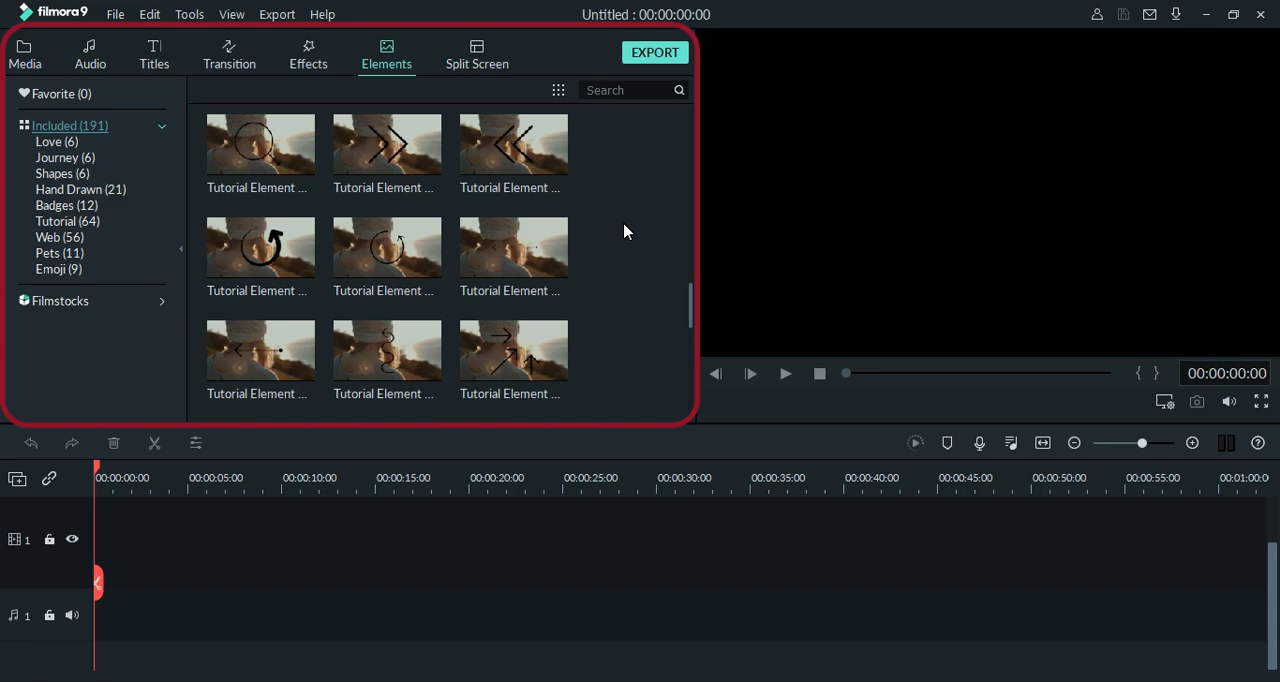 filmora9 File Edit Tools View Export Help Untitled : 00:00:00:00
Media Audio Titles Transition Effects Elements Split Screen EXPORT
Favorite (0)
Search
Included (191)
Love (6)
Journey (6)
Shapes (6)
Hand Drawn (21)
Badges (12)
Tutorial (64)
Web (56)
Pets (11)
Emoji (9)
Filmstocks
Tutorial Element ... Tutorial Element ... Tutorial Element ...
Tutorial Element ... Tutorial Element ... Tutorial Element ...
Tutorial Element ... Tutorial Element ... Tutorial Element ...
{ } 00:00:00:00
00:00:00:00 00:00:05:00 00:00:10:00 00:00:15:00 00:00:20:00 00:00:25:00 00:00:30:00 00:00:35:00 00:00:40:00 00:00:45:00 00:00:50:00 00:00:55:00 00:01:00:0
1
1